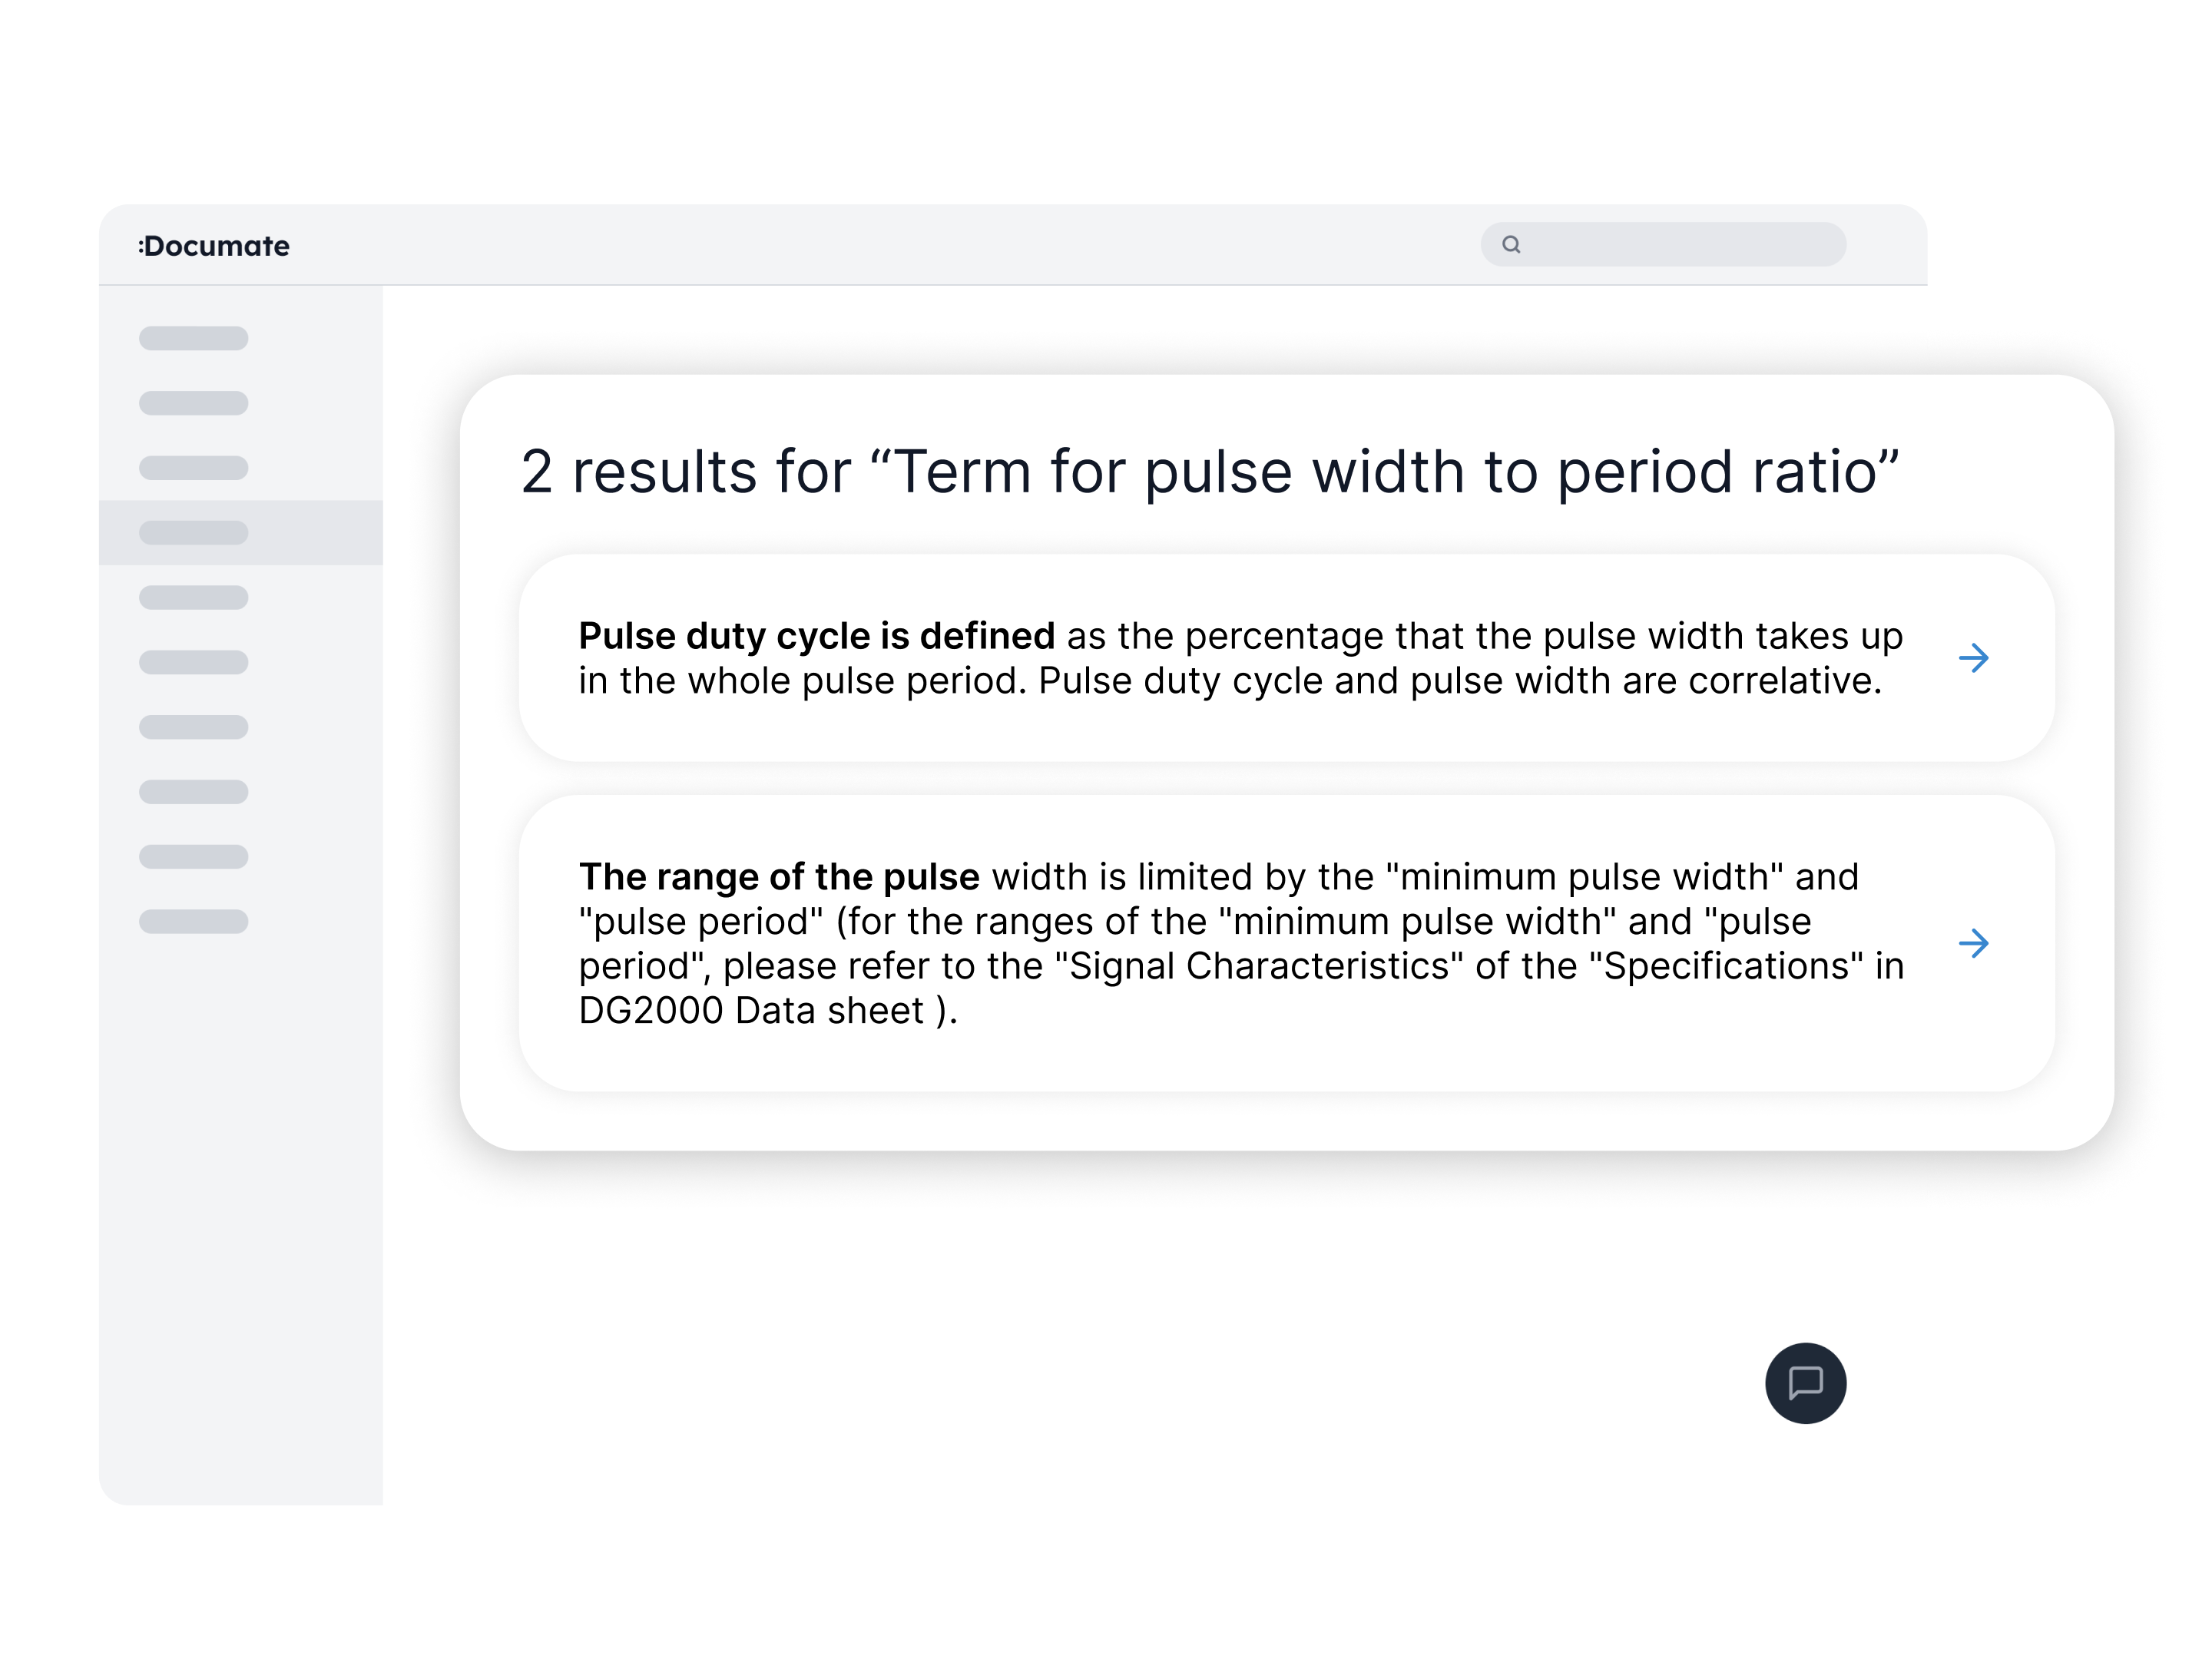 :Documate
2 results for “Term for pulse width to period ratio”
Pulse duty cycle is defined as the percentage that the pulse width takes up
in the whole pulse period. Pulse duty cycle and pulse width are correlative.
The range of the pulse width is limited by the "minimum pulse width" and
"pulse period" (for the ranges of the "minimum pulse width" and "pulse
period", please refer to the "Signal Characteristics" of the "Specifications" in
DG2000 Data sheet ).